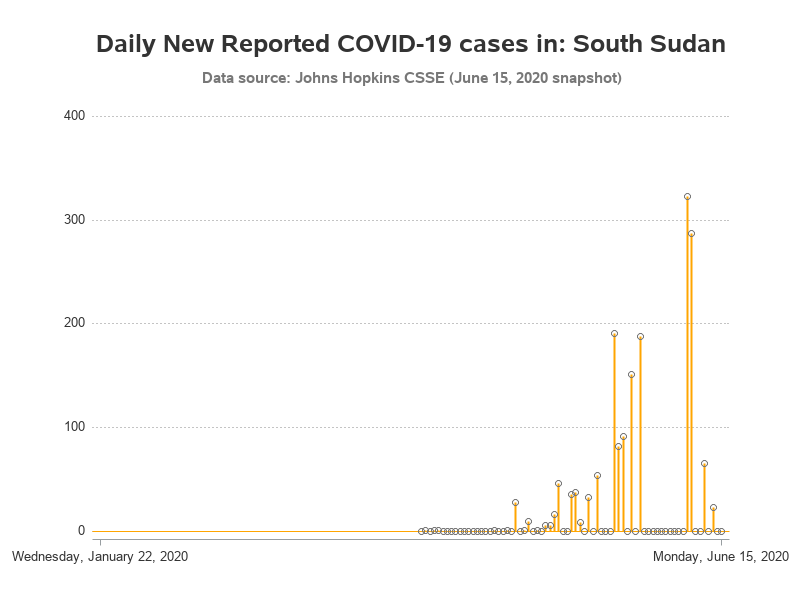 Daily New Reported COVID-19 cases in: South Sudan
Data source: Johns Hopkins CSSE (June 15, 2020 snapshot)
400
300
200
100
0
Wednesday, January 22, 2020
Monday, June 15, 2020